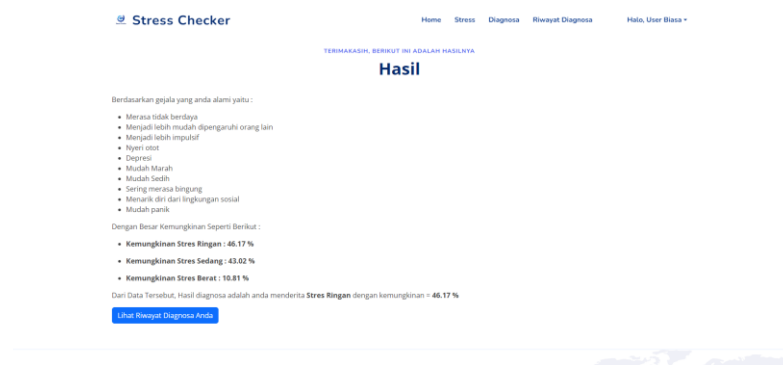 Stress Checker
Home Stress Diagnosa Riwayat Diagnosa Halo, User Biasa
TERIMAKASIH, BERIKUT INI ADALAH HASILNYA
Hasil
Berdasarkan gejala yang anda alami yaitu :
Merasa tidak berdaya
Menjadi lebih mudah dipengaruhi orang lain
Menjadi lebih impulsif
Nyeri otot
Depresi
Mudah Marah
Mudah Sedih
Sering merasa bingung
Menarik diri dari lingkungan sosial
Mudah panik
Dengan Besar Kemungkinan Seperti Berikut :
Kemungkinan Stres Ringan : 46.17 %
Kemungkinan Stres Sedang : 43.02 %
Kemungkinan Stres Berat : 10.81 %
Dari Data Tersebut, Hasil diagnosa adalah anda menderita Stres Ringan dengan kemungkinan = 46.17 %
Lihat Riwayat Diagnosa Anda